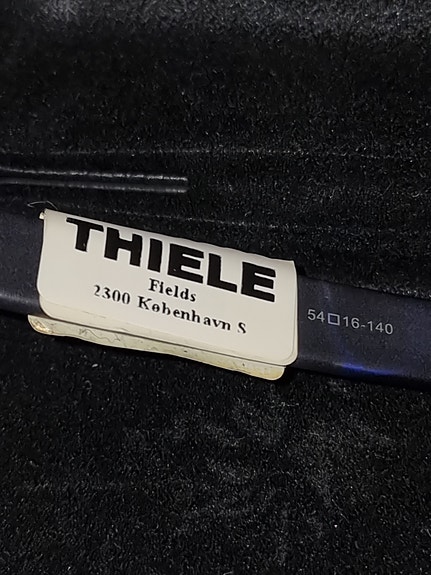 THIELE
Fields
2300 København S
54□16-140